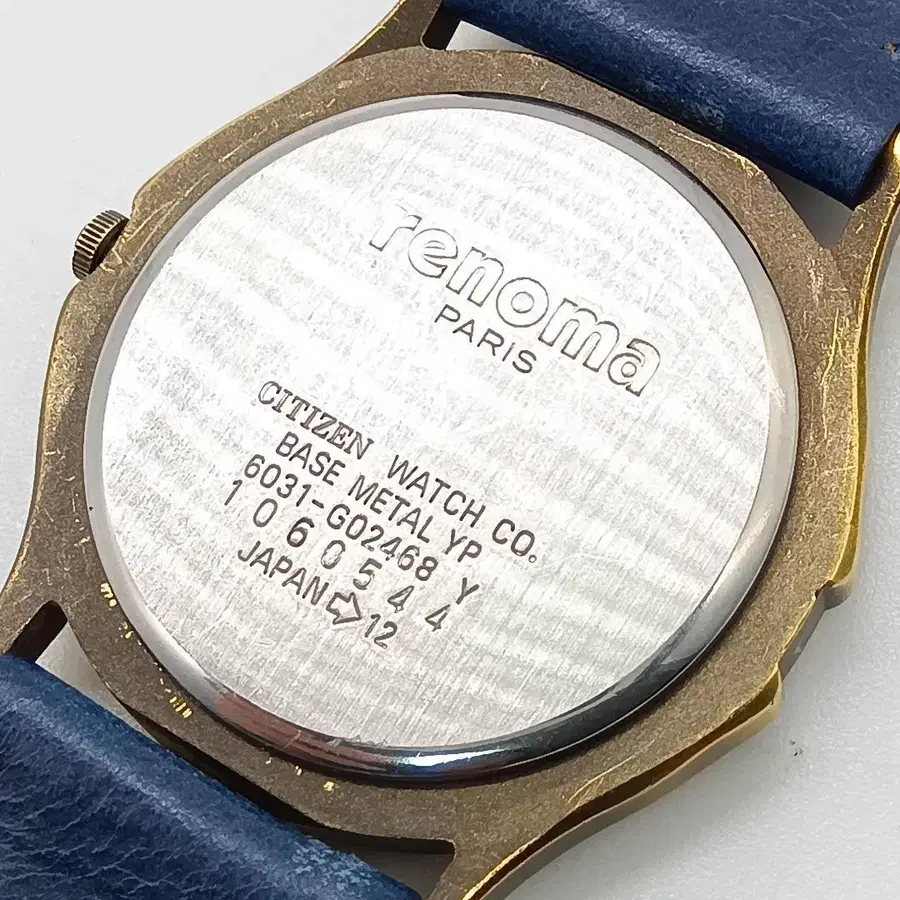 renoma
PARIS
CITIZEN WATCH CO.
BASE METAL YP
6031-G02468 Y
1060544
JAPAN⇨12